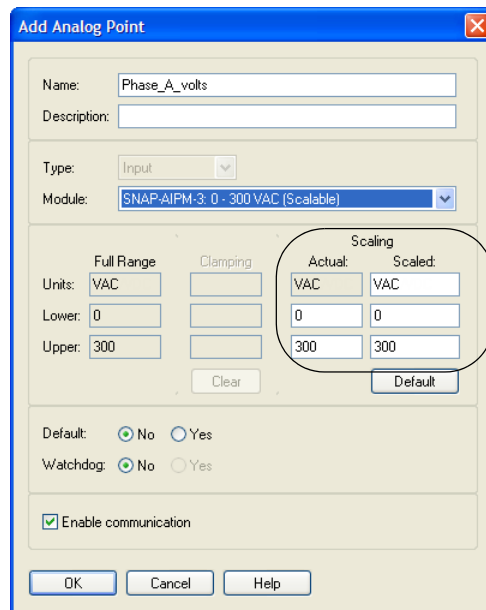 Add Analog Point
Name: Phase_A_volts
Description:
Type: Input
Module: SNAP-AIPM-3: 0 - 300 VAC (Scalable)
Scaling
Full Range Clamping Actual: Scaled:
Units: VAC VAC VAC
Lower: 0 0 0
Upper: 300 300 300
Clear Default
Default: No Yes
Watchdog: No Yes
Enable communication
OK Cancel Help